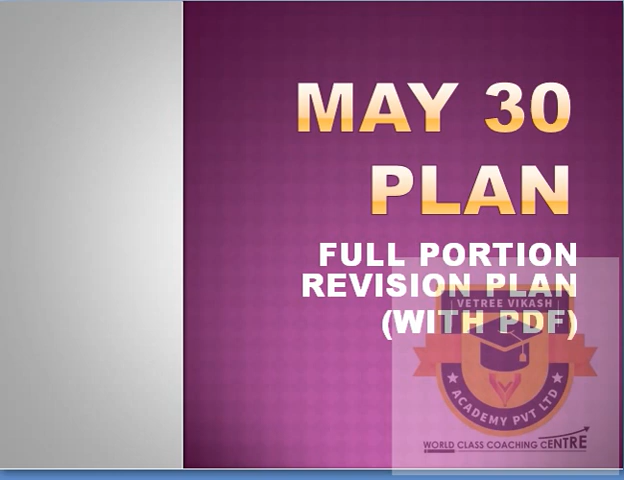 MAY 30
PLAN
FULL PORTION
REVISION PLAN
(WITH PDF)
VETREE VIKASH
ACADEMY PVT LTD
WORLD CLASS COACHING CENTRE